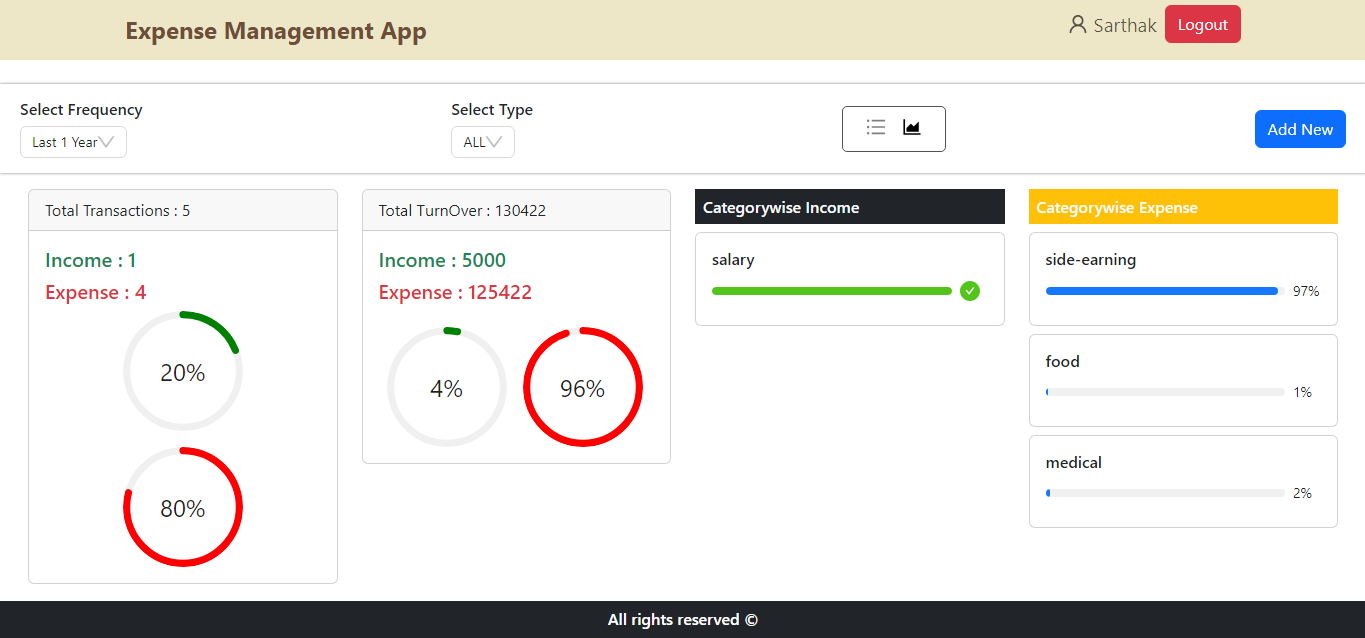 Expense Management App
Sarthak
Logout
Select Frequency
Last 1 Year
Select Type
ALL
Add New
Total Transactions : 5
Income : 1
Expense : 4
20%
80%
Total TurnOver : 130422
Income : 5000
Expense : 125422
4%
96%
Categorywise Income
salary
Categorywise Expense
side-earning
97%
food
1%
medical
2%
All rights reserved ©